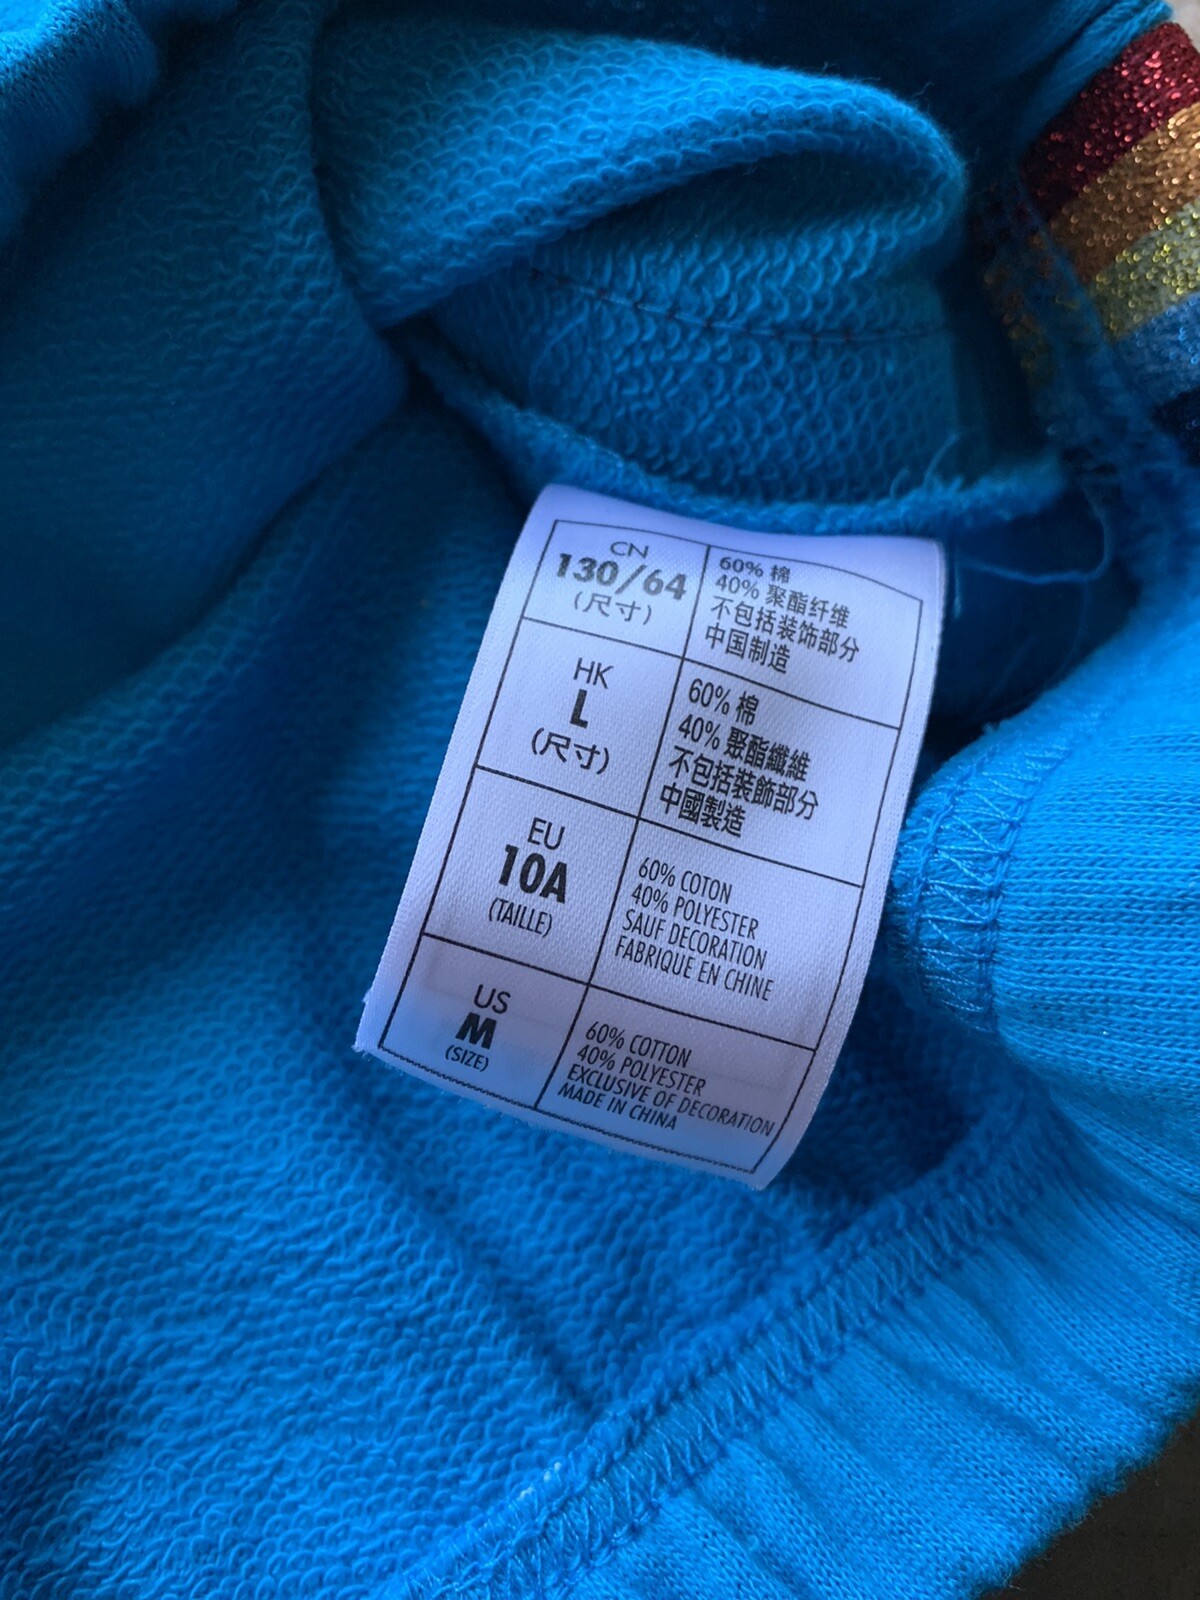 CN
130/64
(尺寸)
60% 棉
40% 聚酯纤维
不包括装饰部分
中国制造
HK
L
(尺寸)
60% 棉
40% 聚酯纖維
不包括裝飾部分
中國製造
EU
10A
(TAILLE)
60% COTON
40% POLYESTER
SAUF DECORATION
FABRIQUE EN CHINE
US
M
(SIZE)
60% COTTON
40% POLYESTER
EXCLUSIVE OF DECORATION
MADE IN CHINA